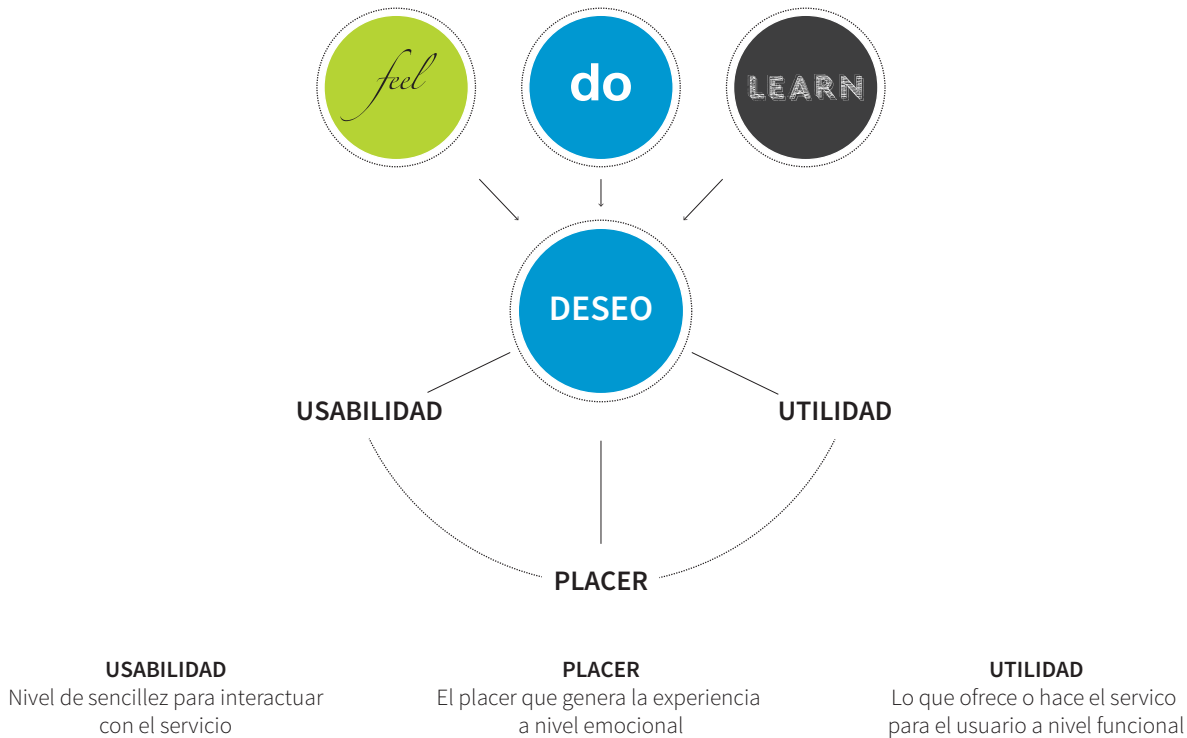 feel
do
LEARN
DESEO
USABILIDAD
UTILIDAD
PLACER
USABILIDAD
Nivel de sencillez para interactuar
con el servicio
PLACER
El placer que genera la experiencia
a nivel emocional
UTILIDAD
Lo que ofrece o hace el servico
para el usuario a nivel funcional